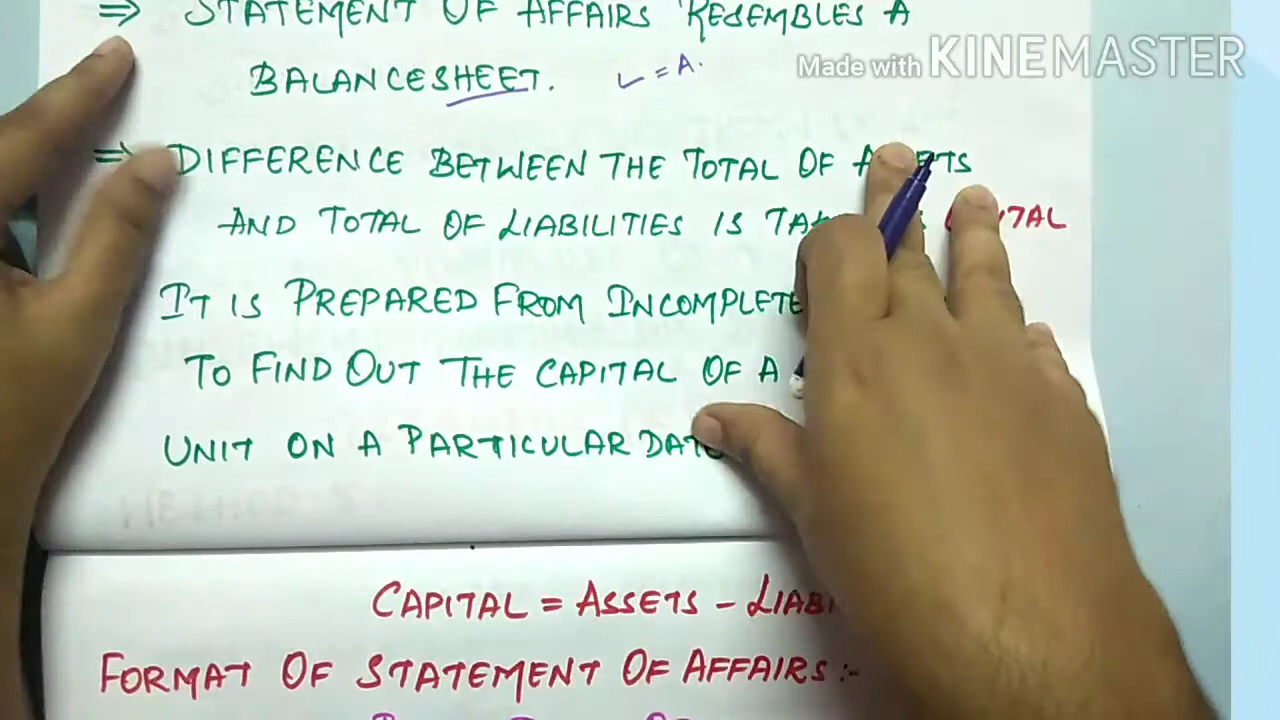 ⇒ STATEMENT OF AFFAIRS RESEMBLES A
Made with KINEMASTER
BALANCESHEET. L = A.
⇒ DIFFERENCE BETWEEN THE TOTAL OF
AND TOTAL OF LIABILITIES IS
IT IS PREPARED FROM INCOMPLETE
TO FIND OUT THE CAPITAL OF A
UNIT ON A PARTICULAR
CAPITAL = ASSETS -
FORMAT OF STATEMENT OF AFFAIRS :-